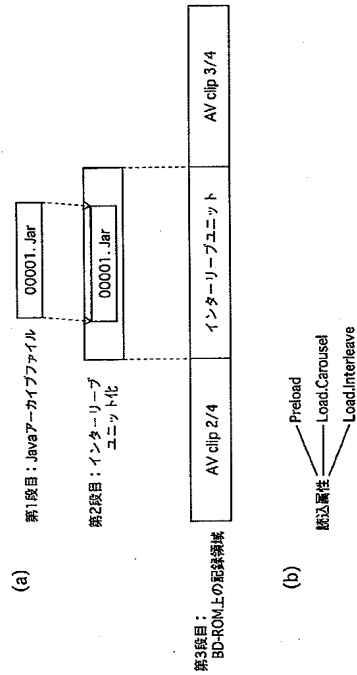 (a)
第1段目：Javaアーカイブファイル
00001. Jar
第2段目：インターリーブ
ユニット化
00001. Jar
第3段目：
BD-ROM上の記録領域
AV clip 2/4
インターリーブユニット
AV clip 3/4
(b)
読込属性
Preload
Load.Carousel
Load.Interleave